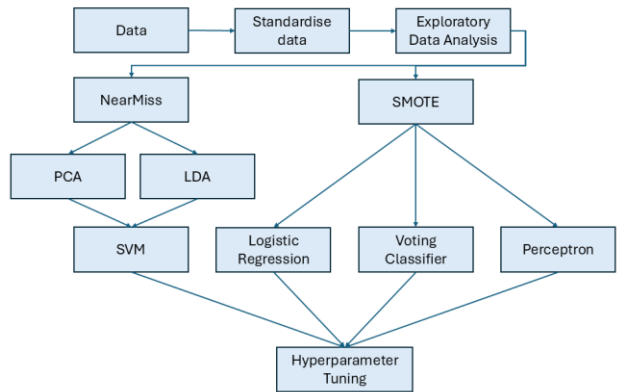 Data
Standardise
data
Exploratory
Data Analysis
NearMiss
SMOTE
PCA
LDA
SVM
Logistic
Regression
Voting
Classifier
Perceptron
Hyperparameter
Tuning